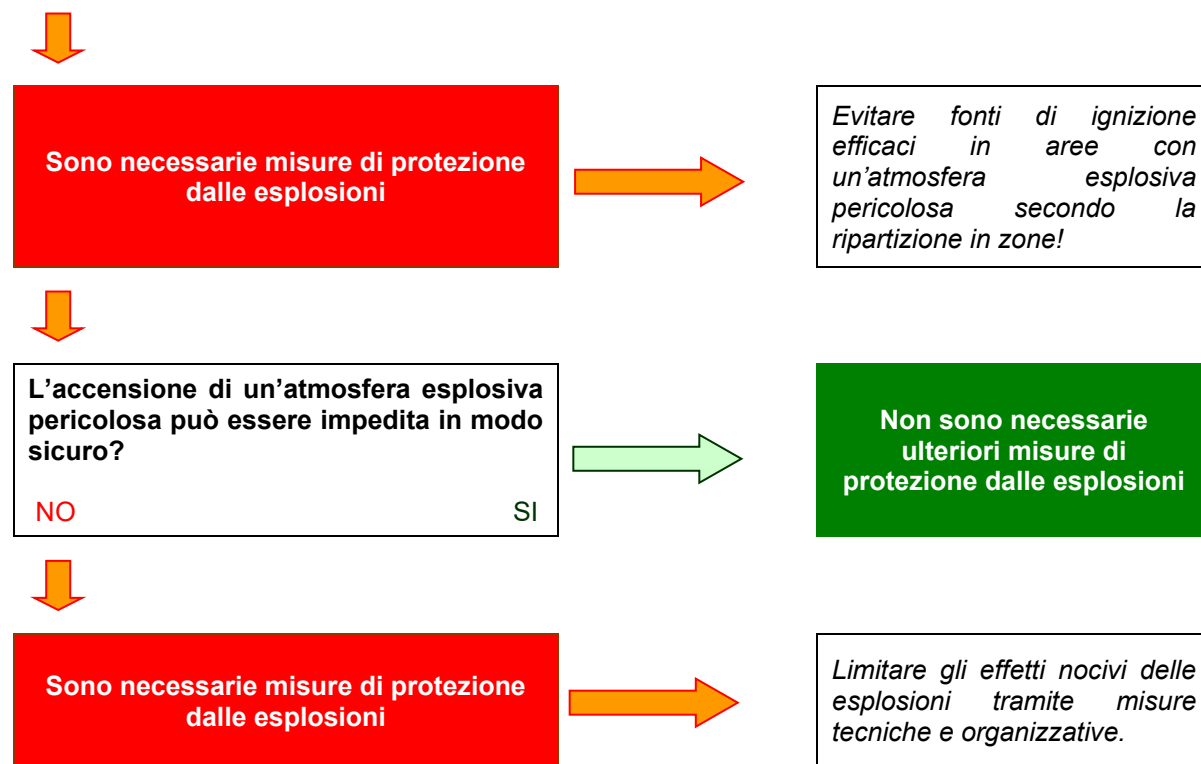 Sono necessarie misure di protezione
dalle esplosioni
Evitare fonti di ignizione
efficaci in aree con
un'atmosfera esplosiva
pericolosa secondo la
ripartizione in zone!
L'accensione di un'atmosfera esplosiva
pericolosa può essere impedita in modo
sicuro?
NO SI
Non sono necessarie
ulteriori misure di
protezione dalle esplosioni
Sono necessarie misure di protezione
dalle esplosioni
Limitare gli effetti nocivi delle
esplosioni tramite misure
tecniche e organizzative.